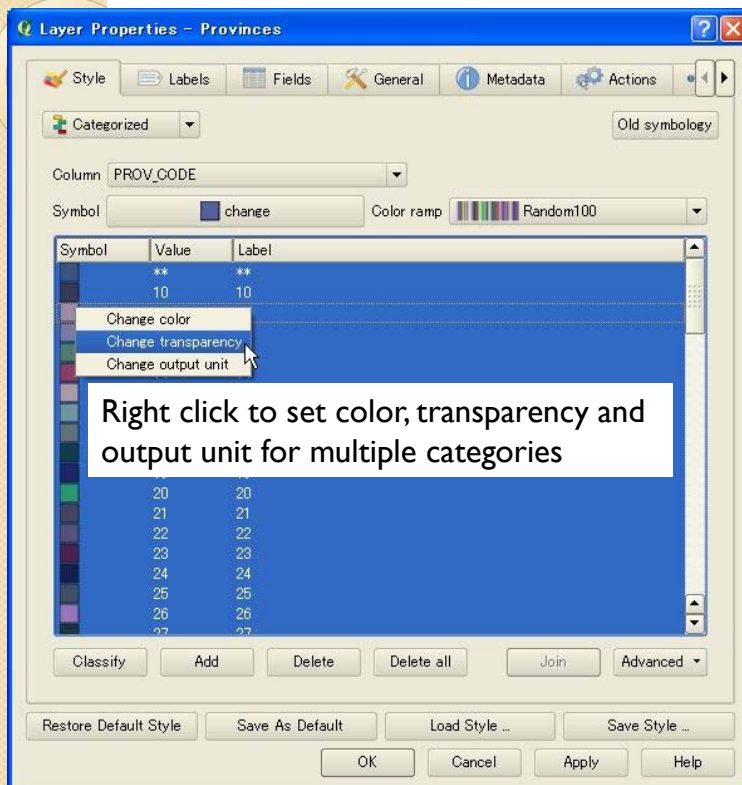 Layer Properties - Provinces
Style Labels Fields General Metadata Actions
Categorized Old symbology
Column PROV_CODE
Symbol change Color ramp Random100
Symbol Value Label
** **
10 10
Change color
Change transparency
Change output unit
Right click to set color, transparency and
output unit for multiple categories
20 20
21 21
22 22
23 23
24 24
25 25
26 26
27 27
Classify Add Delete Delete all Join Advanced
Restore Default Style Save As Default Load Style ... Save Style ...
OK Cancel Apply Help